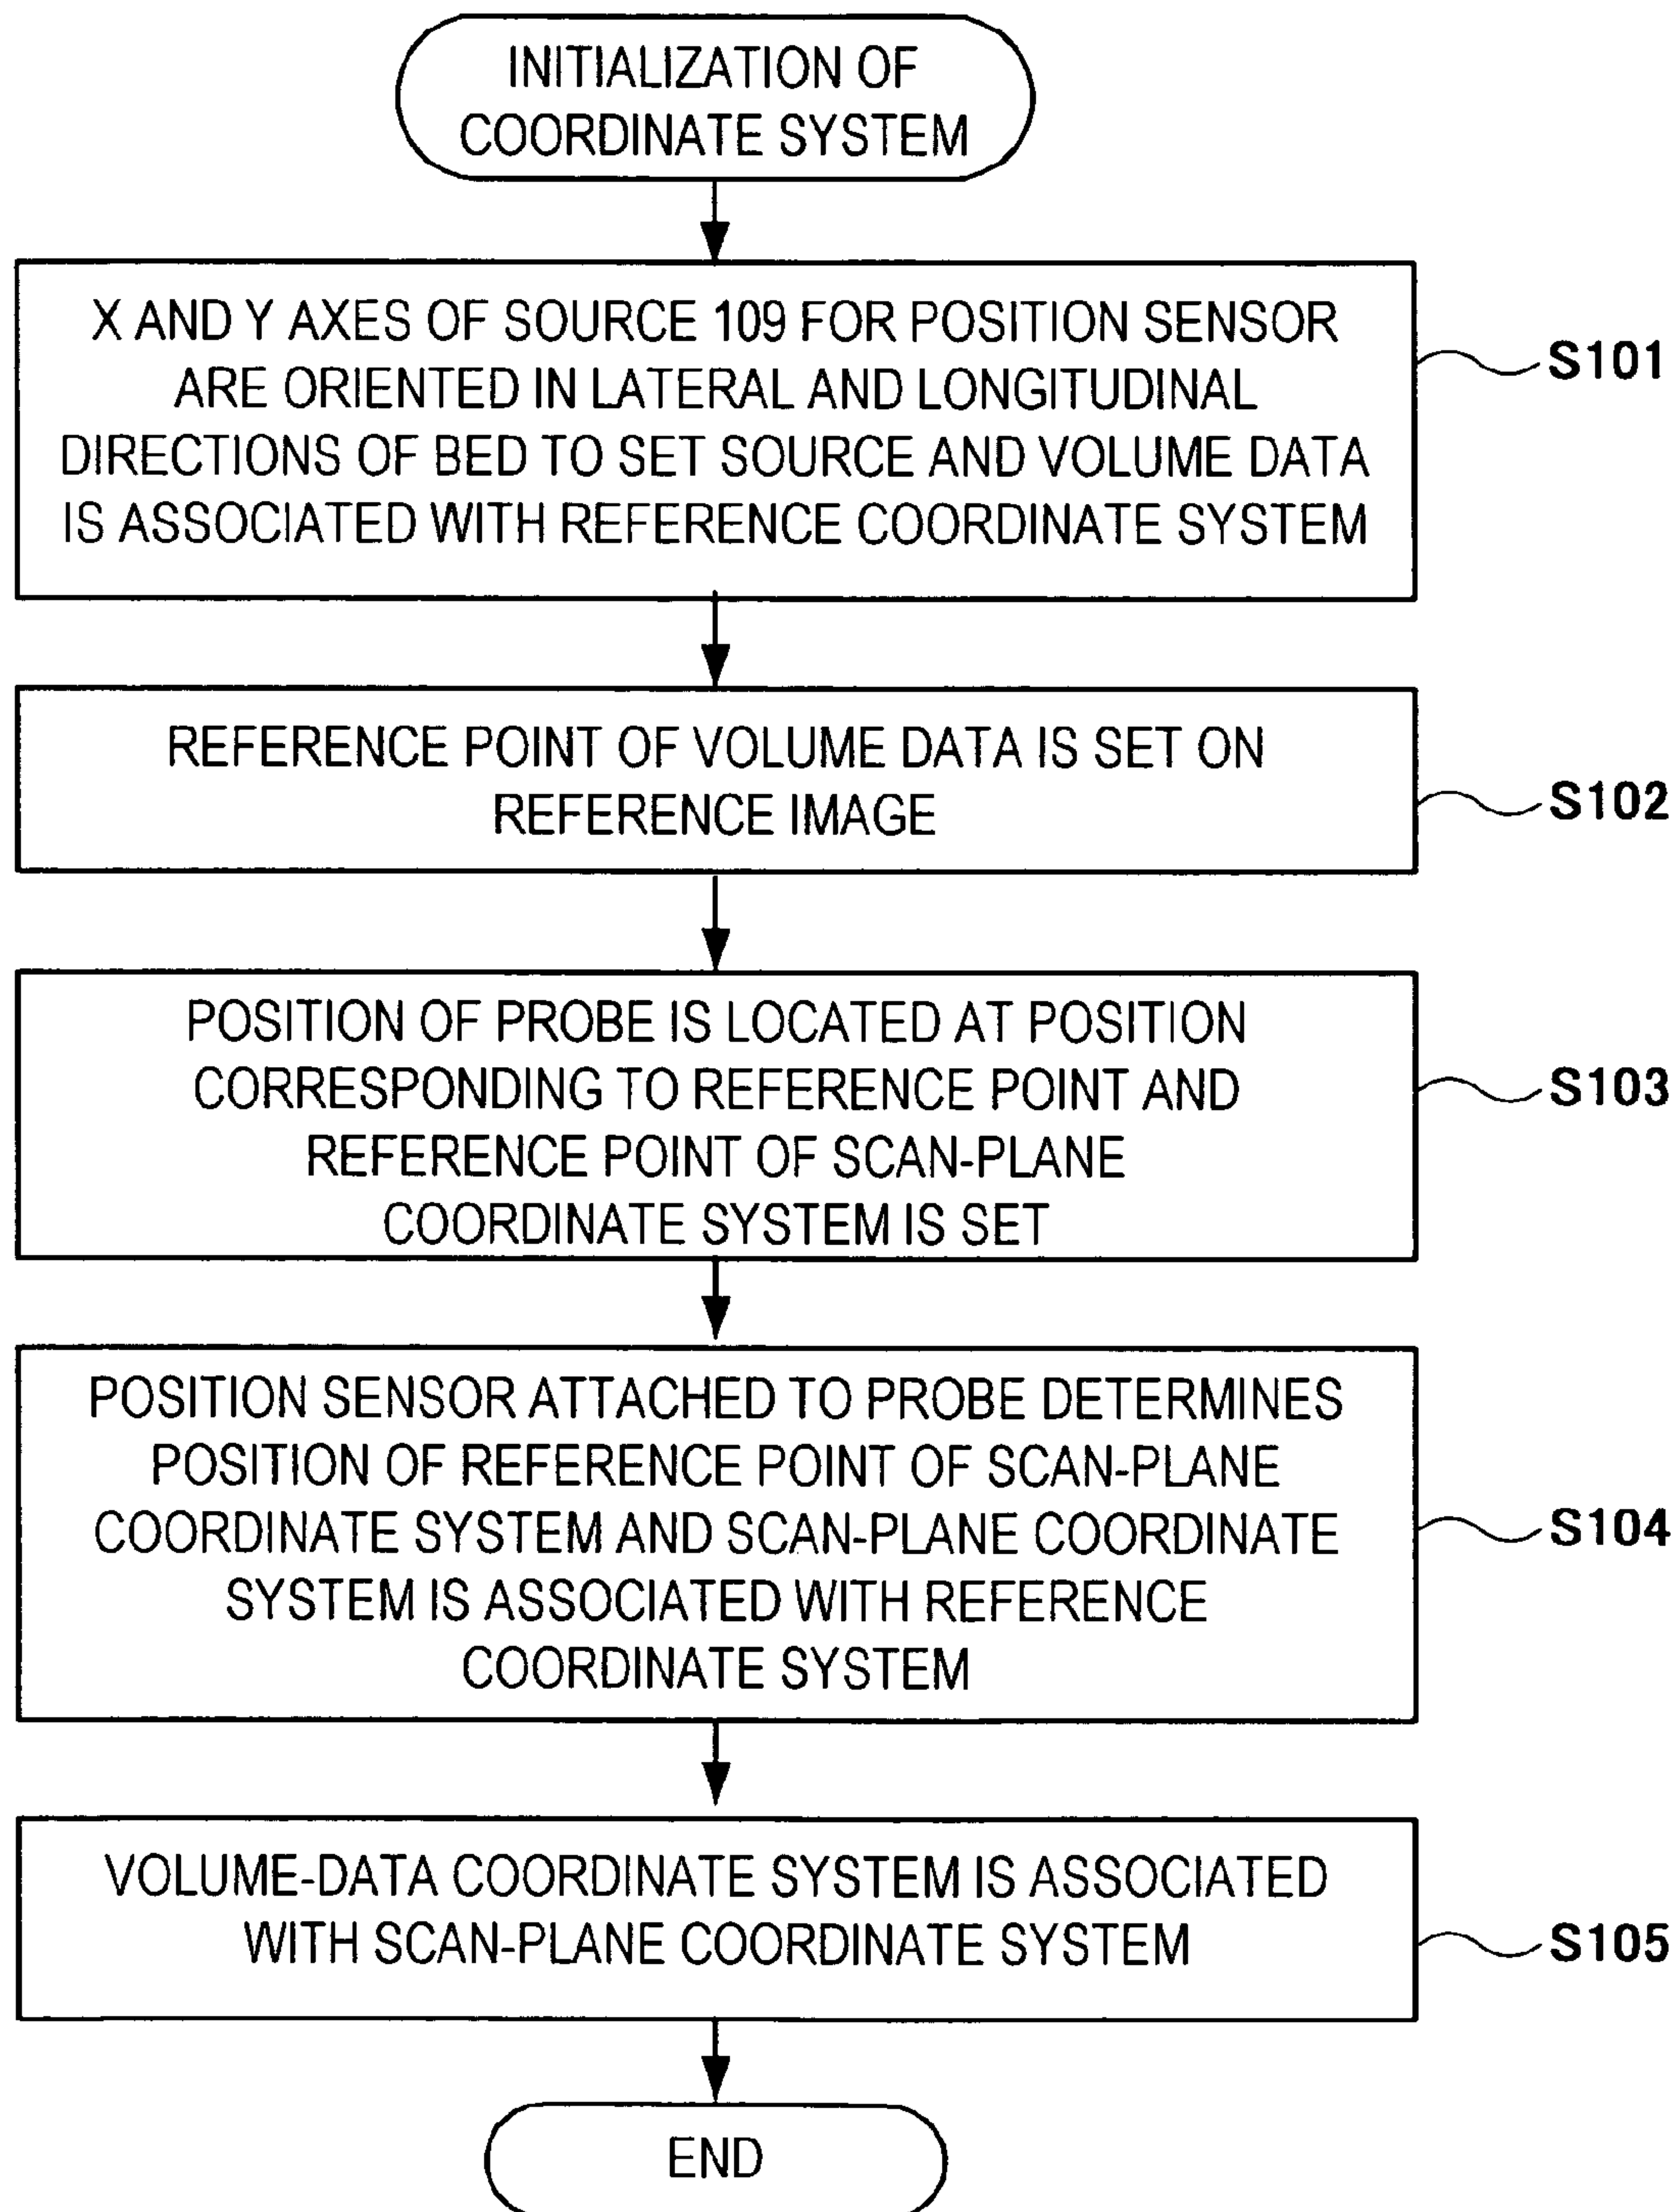 INITIALIZATION OF
COORDINATE SYSTEM
X AND Y AXES OF SOURCE 109 FOR POSITION SENSOR
ARE ORIENTED IN LATERAL AND LONGITUDINAL
DIRECTIONS OF BED TO SET SOURCE AND VOLUME DATA
IS ASSOCIATED WITH REFERENCE COORDINATE SYSTEM
S101
REFERENCE POINT OF VOLUME DATA IS SET ON
REFERENCE IMAGE
S102
POSITION OF PROBE IS LOCATED AT POSITION
CORRESPONDING TO REFERENCE POINT AND
REFERENCE POINT OF SCAN-PLANE
COORDINATE SYSTEM IS SET
S103
POSITION SENSOR ATTACHED TO PROBE DETERMINES
POSITION OF REFERENCE POINT OF SCAN-PLANE
COORDINATE SYSTEM AND SCAN-PLANE COORDINATE
SYSTEM IS ASSOCIATED WITH REFERENCE
COORDINATE SYSTEM
S104
VOLUME-DATA COORDINATE SYSTEM IS ASSOCIATED
WITH SCAN-PLANE COORDINATE SYSTEM
S105
END